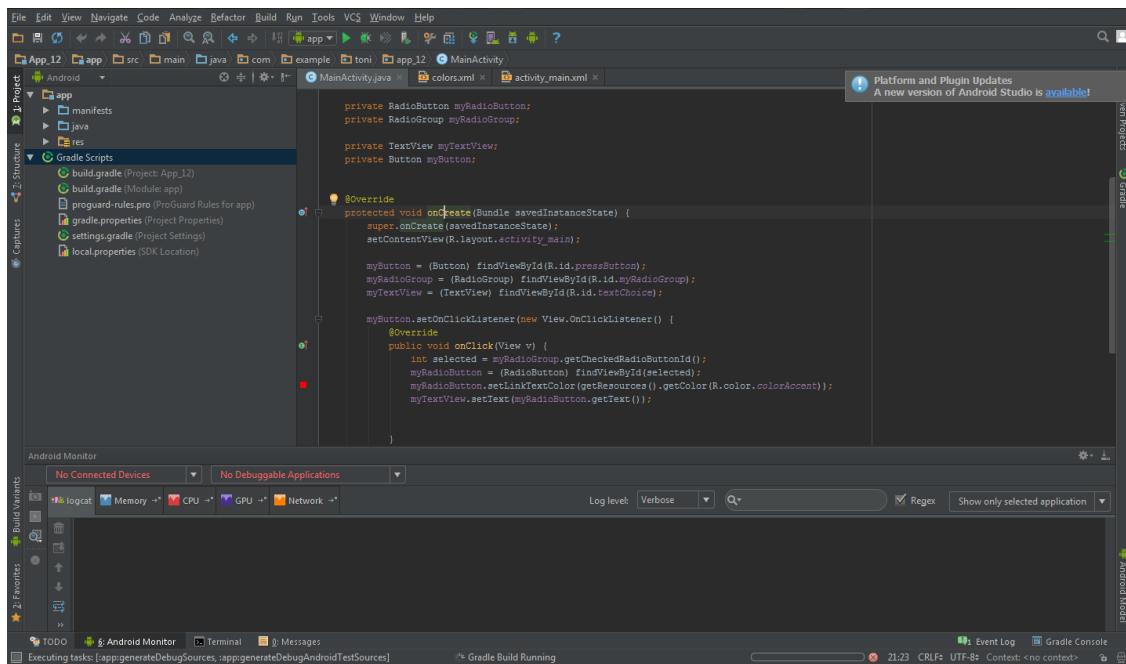 File Edit View Navigate Code Analyze Refactor Build Run Tools VCS Window Help
app
App_12 app src main java com example toni app_12 MainActivity
Android
MainActivity.java colors.xml activity_main.xml
Platform and Plugin Updates
A new version of Android Studio is available!
1: Project
2: Structure
Captures
Build Variants
2: Favorites
Gradle
Android Model
app
manifests
java
res
Gradle Scripts
build.gradle (Project: App_12)
build.gradle (Module: app)
proguard-rules.pro (ProGuard Rules for app)
gradle.properties (Project Properties)
settings.gradle (Project Settings)
local.properties (SDK Location)
private RadioButton myRadioButton;
private RadioGroup myRadioGroup;
private TextView myTextView;
private Button myButton;
@Override
protected void onCreate(Bundle savedInstanceState) {
super.onCreate(savedInstanceState);
setContentView(R.layout.activity_main);
myButton = (Button) findViewById(R.id.pressButton);
myRadioGroup = (RadioGroup) findViewById(R.id.myRadioGroup);
myTextView = (TextView) findViewById(R.id.textChoice);
myButton.setOnClickListener(new View.OnClickListener() {
@Override
public void onClick(View v) {
int selected = myRadioGroup.getCheckedRadioButtonId();
myRadioButton = (RadioButton) findViewById(selected);
myRadioButton.setLinkTextColor(getResources().getColor(R.color.colorAccent));
myTextView.setText(myRadioButton.getText());
}
Android Monitor
No Connected Devices No Debuggable Applications
logcat Memory CPU GPU Network Log level: Verbose Regex Show only selected application
TODO 6: Android Monitor Terminal 0: Messages 1 Event Log Gradle Console
Executing tasks: [:app:generateDebugSources, :app:generateDebugAndroidTestSources] Gradle Build Running 21:23 CRLF UTF-8 Context: <no context>